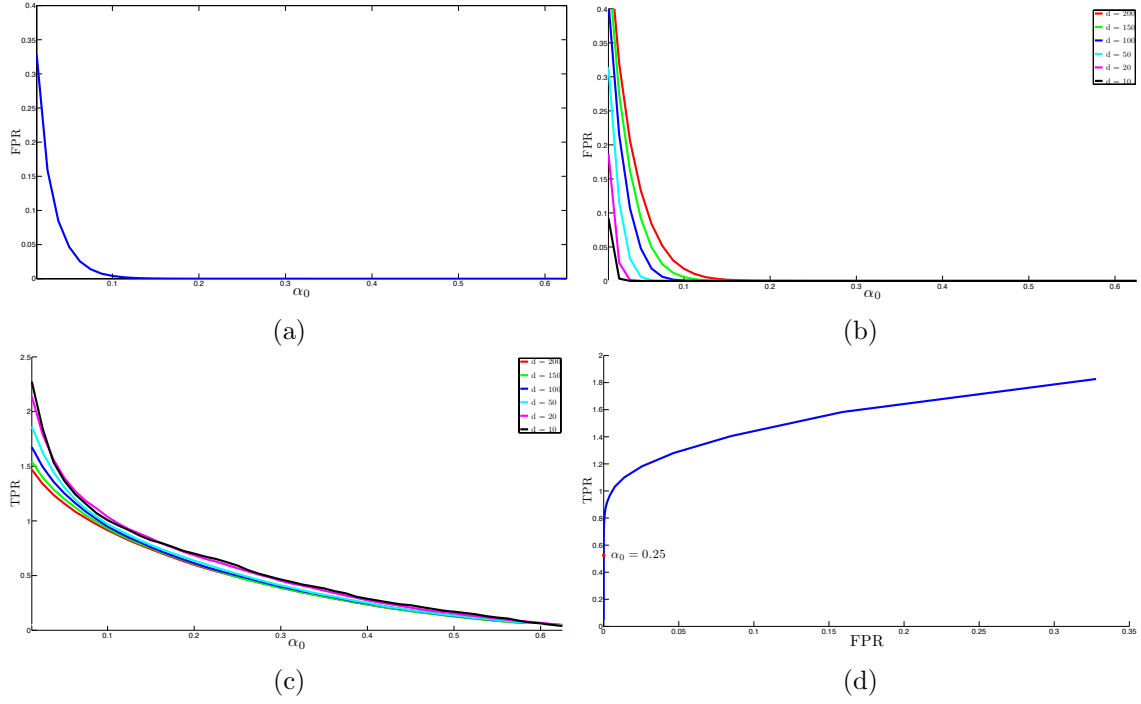 0.4
0.35
0.3
0.25
0.2
0.15
0.1
0.05
0
FPR
0.1
0.2
0.3
0.4
0.5
0.6
α0
(a)
0.4
0.35
0.3
0.25
0.2
0.15
0.1
0.05
0
FPR
0.1
0.2
0.3
0.4
0.5
0.6
α0
d = 200
d = 150
d = 100
d = 50
d = 20
d = 10
(b)
2.5
2
1.5
1
0.5
0
TPR
0.1
0.2
0.3
0.4
0.5
0.6
α0
d = 200
d = 150
d = 100
d = 50
d = 20
d = 10
(c)
2
1.8
1.6
1.4
1.2
1
0.8
0.6
0.4
0.2
0
TPR
α0 = 0.25
0
0.05
0.1
0.15
0.2
0.25
0.3
0.35
FPR
(d)